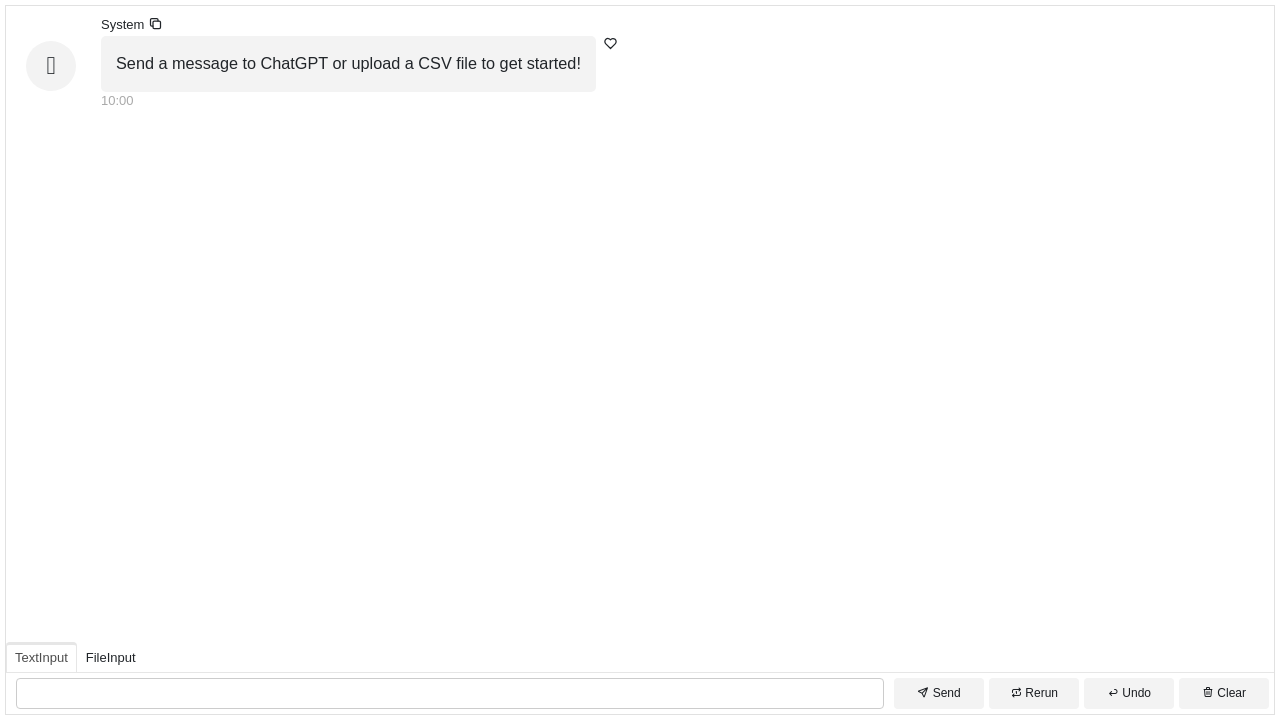 System
Send a message to ChatGPT or upload a CSV file to get started!
10:00
TextInput FileInput
Send Rerun Undo Clear